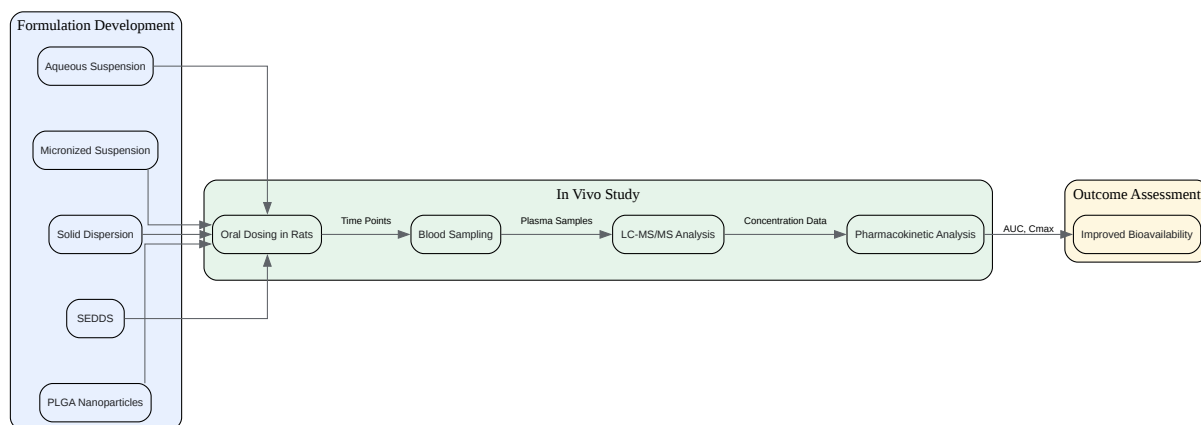 Formulation Development
Aqueous Suspension
Micronized Suspension
Solid Dispersion
SEDDS
PLGA Nanoparticles
In Vivo Study
Oral Dosing in Rats
Time Points
Blood Sampling
Plasma Samples
LC-MS/MS Analysis
Concentration Data
Pharmacokinetic Analysis
AUC, Cmax
Outcome Assessment
Improved Bioavailability